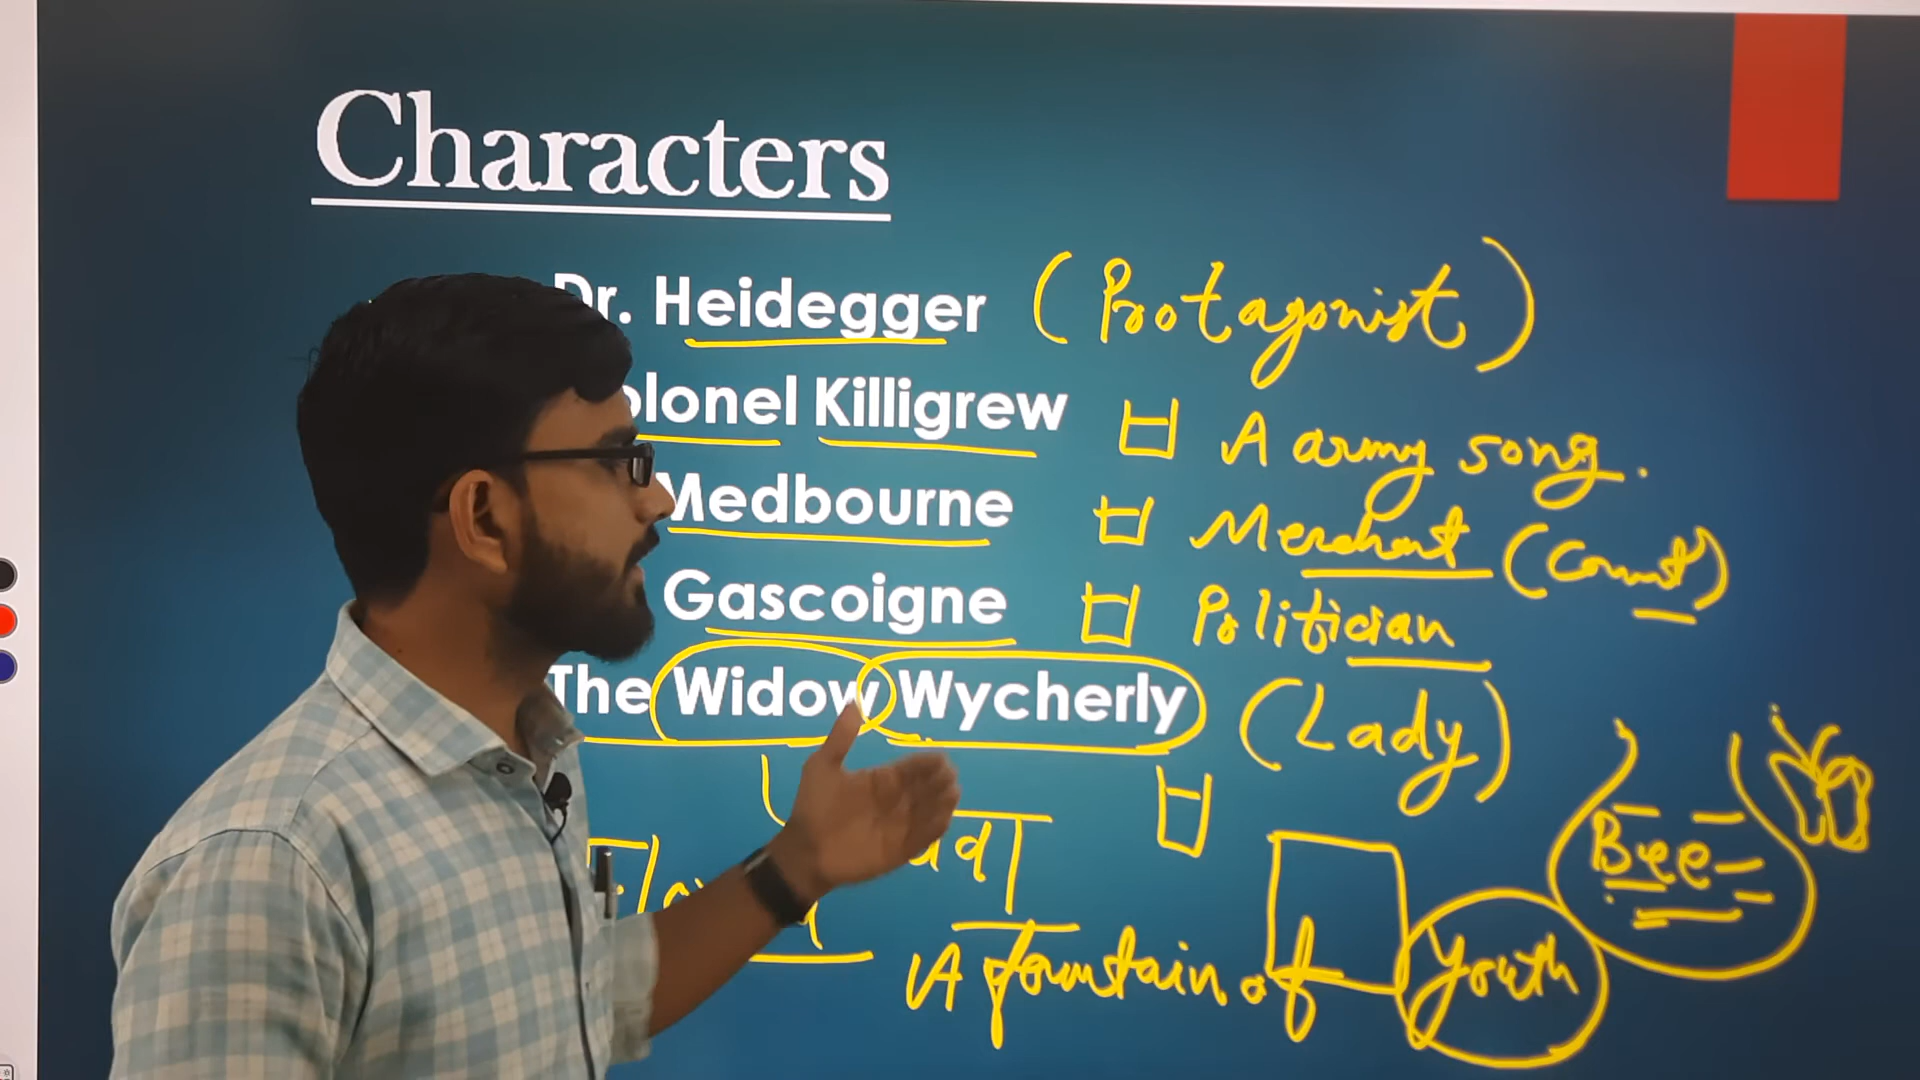 Characters
Dr. Heidegger (Protagonist)
olonel Killigrew A army song.
Medbourne Merchant (Count)
Gascoigne Politician
The Widow Wycherly (Lady)
Bee
A fountain of Youth